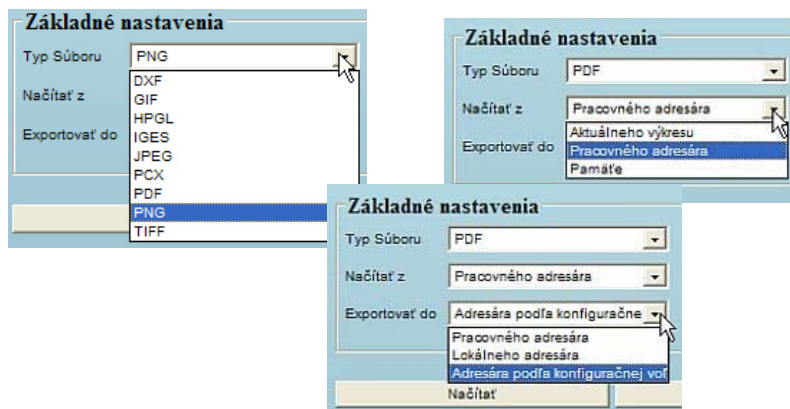 Základné nastavenia
Typ Súboru PNG
Načítať z
Exportovať do
DXF
GIF
HPGL
IGES
JPEG
PCX
PDF
PNG
TIFF
Základné nastavenia
Typ Súboru PDF
Načítať z Pracovného adresára
Exportovať do
Aktuálneho výkresu
Pracovného adresára
Pamäťe
Základné nastavenia
Typ Súboru PDF
Načítať z Pracovného adresára
Exportovať do Adresára podľa konfiguračne
Pracovného adresára
Lokálneho adresára
Adresára podľa konfiguračnej voľ
Načítať